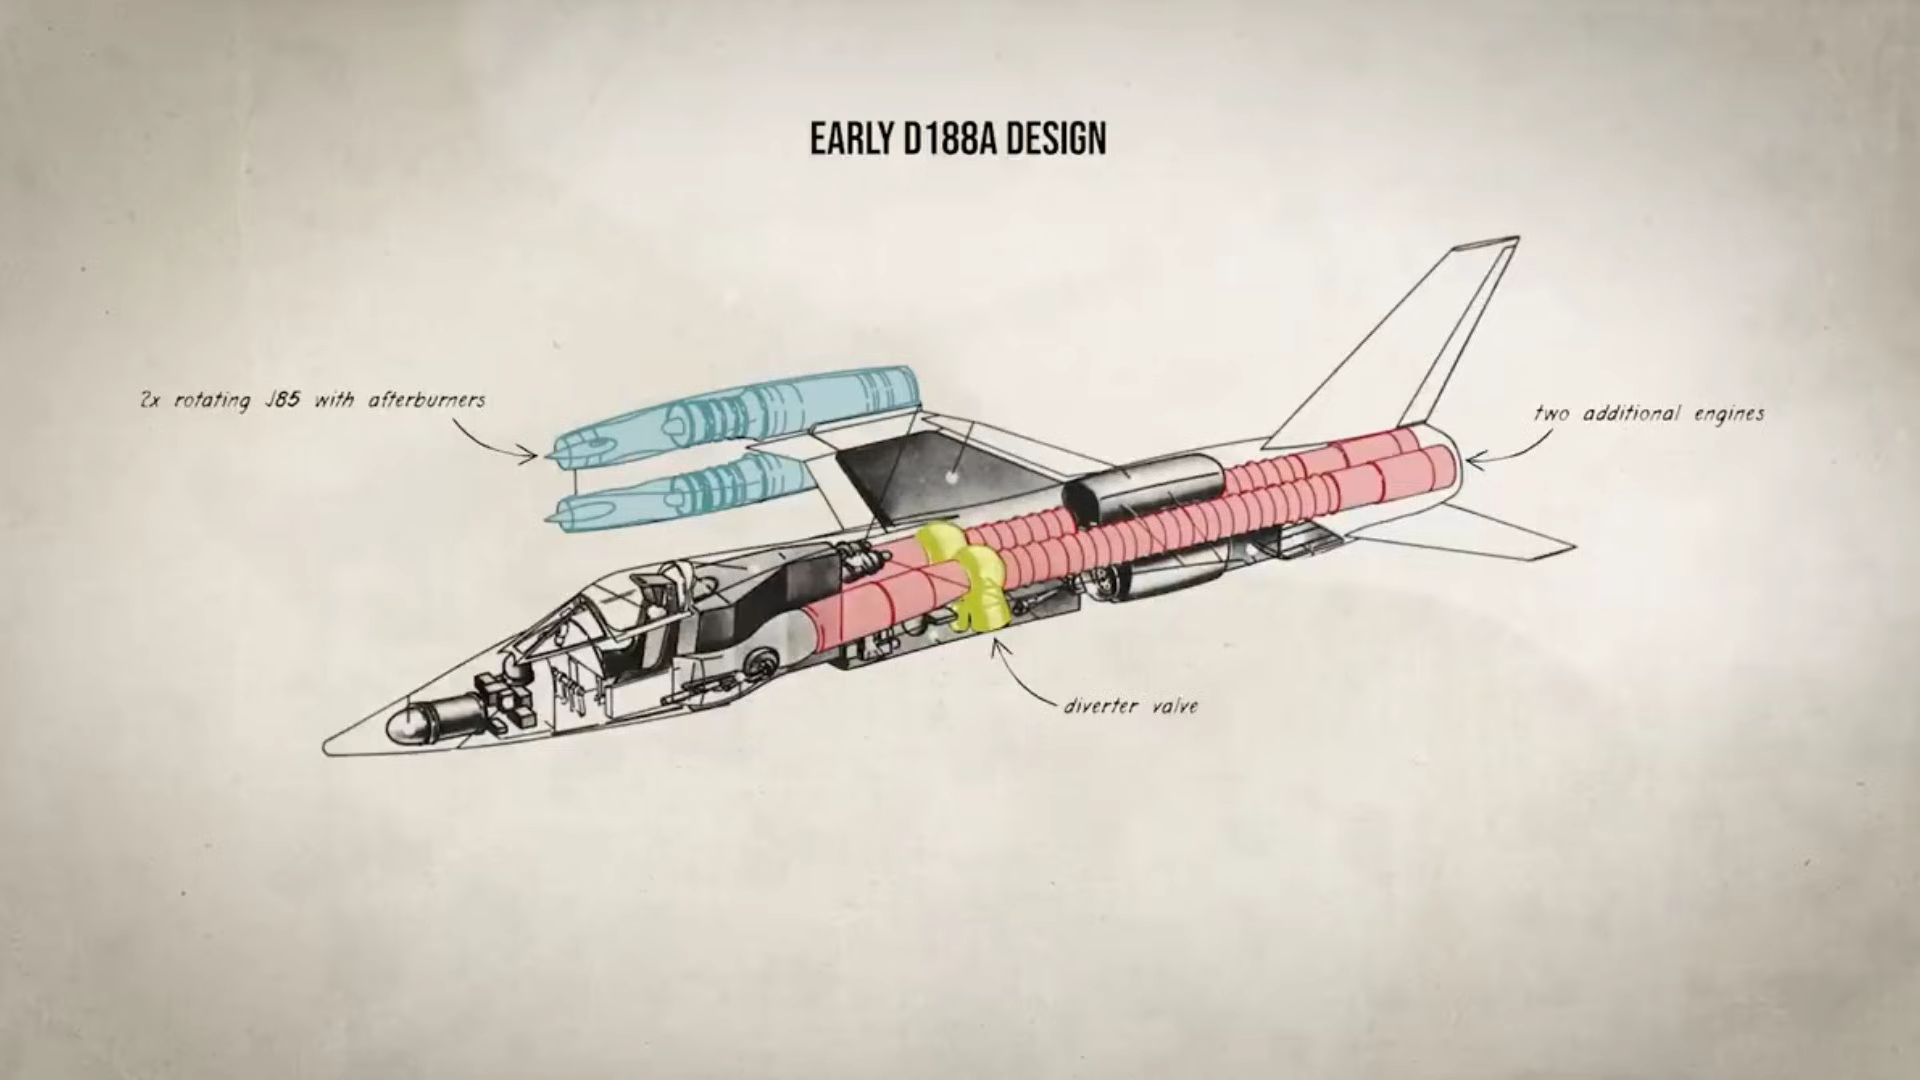 EARLY D188A DESIGN
2x rotating J85 with afterburners
two additional engines
diverter valve